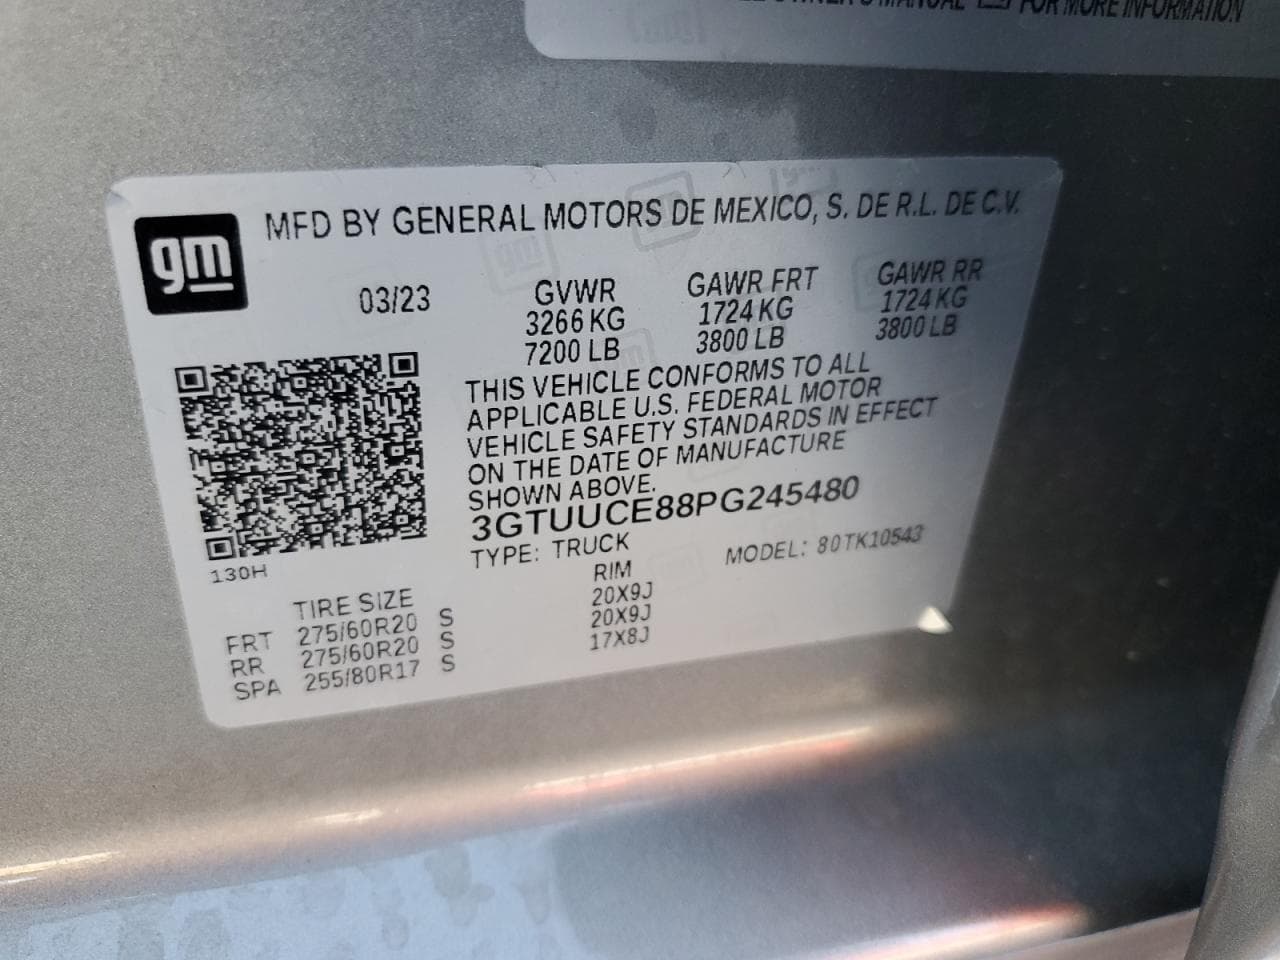 OWNER'S MANUAL FOR MORE INFORMATION
gm
MFD BY GENERAL MOTORS DE MEXICO, S. DE R.L. DE C.V.
03/23 GVWR GAWR FRT GAWR RR
3266 KG 1724 KG 1724 KG
7200 LB 3800 LB 3800 LB
THIS VEHICLE CONFORMS TO ALL
APPLICABLE U.S. FEDERAL MOTOR
VEHICLE SAFETY STANDARDS IN EFFECT
ON THE DATE OF MANUFACTURE
SHOWN ABOVE.
3GTUUCE88PG245480
TYPE: TRUCK MODEL: 80TK10543
130H
TIRE SIZE RIM
FRT 275/60R20 S 20X9J
RR 275/60R20 S 20X9J
SPA 255/80R17 S 17X8J